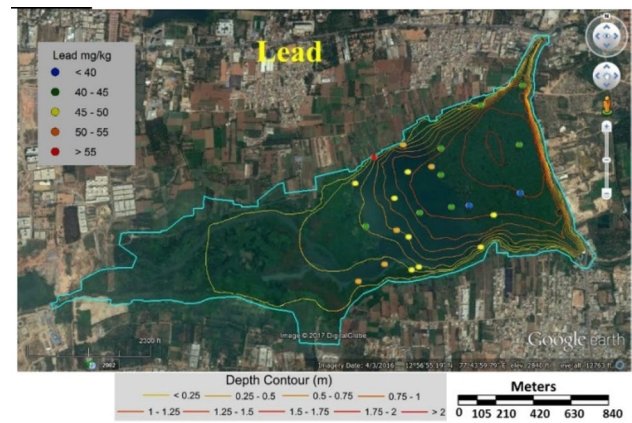 Lead
Lead mg/kg
< 40
40 - 45
45 - 50
50 - 55
> 55
N
2300 ft
Image © 2017 DigitalGlobe
Google earth
2002
Imagery Date: 4/3/2016
Depth Contour (m)
< 0.25
0.25 - 0.5
0.5 - 0.75
0.75 - 1
1 - 1.25
1.25 - 1.5
1.5 - 1.75
1.75 - 2
> 2
Meters
0 105 210 420 630 840